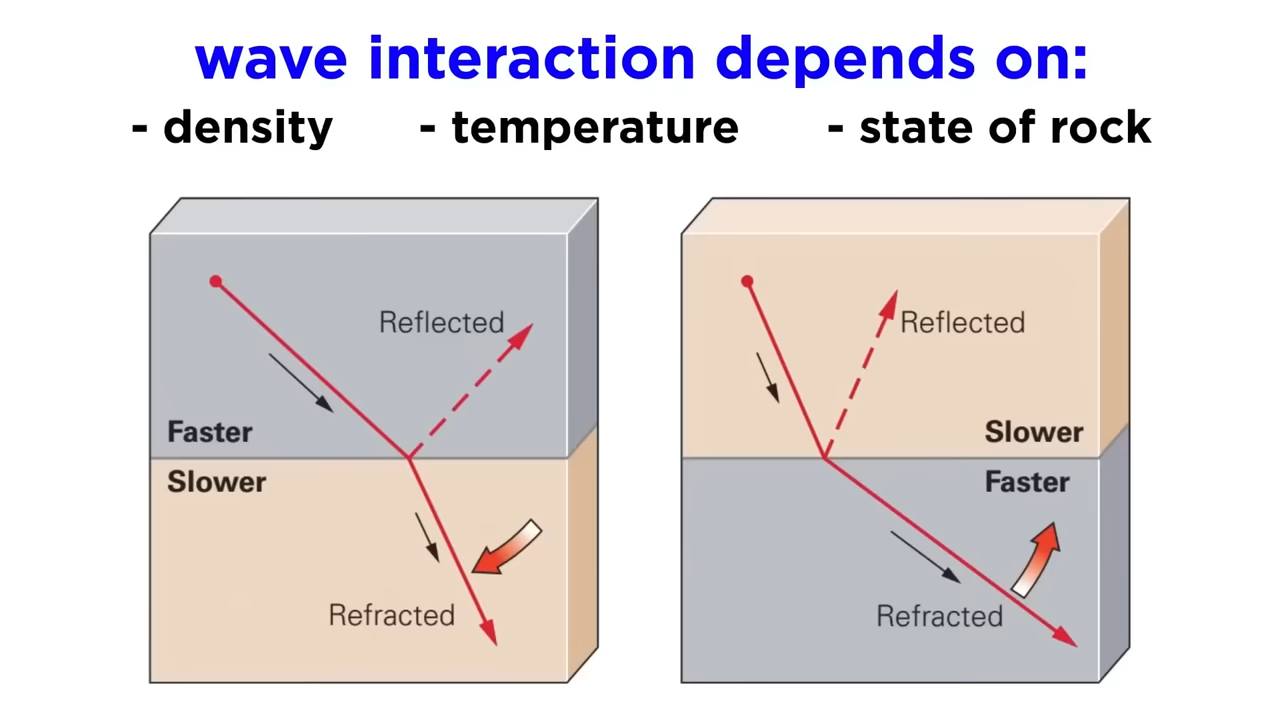 wave interaction depends on:
- density - temperature - state of rock
Reflected
Faster
Slower
Refracted
Reflected
Slower
Faster
Refracted